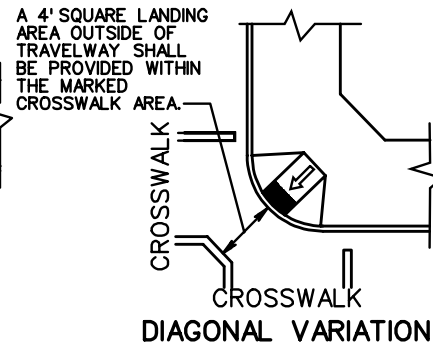 A 4' SQUARE LANDING
AREA OUTSIDE OF
TRAVELWAY SHALL
BE PROVIDED WITHIN
THE MARKED
CROSSWALK AREA.
CROSSWALK
CROSSWALK
DIAGONAL VARIATION